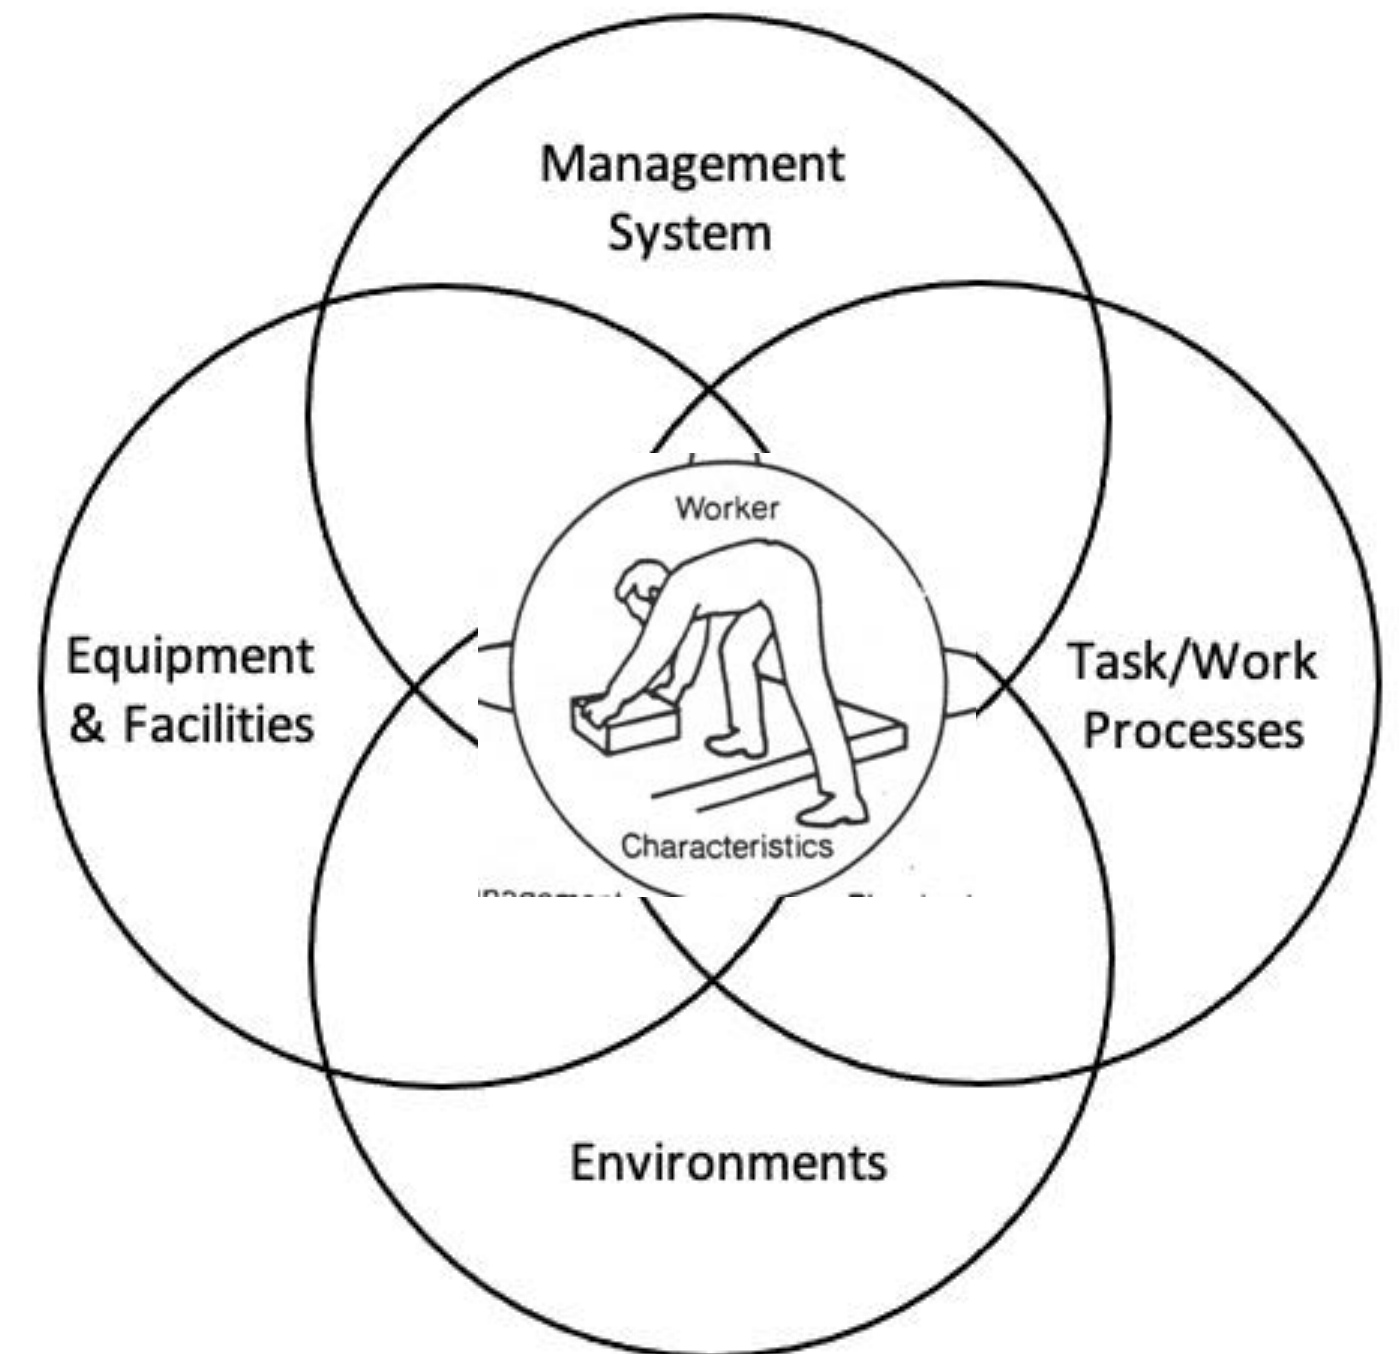 Management
System
Worker
Equipment
& Facilities
Task/Work
Processes
Characteristics
Environments